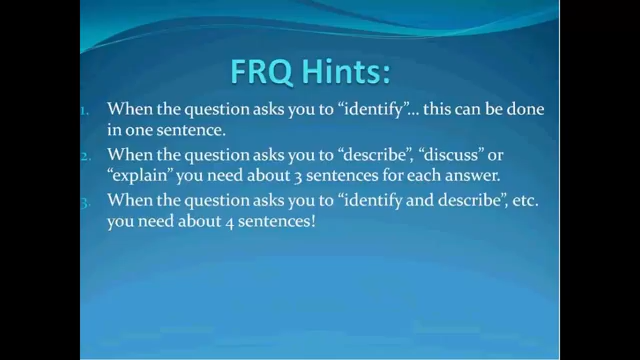 FRQ Hints:
1. When the question asks you to “identify”... this can be done
in one sentence.
2. When the question asks you to “describe”, “discuss” or
“explain” you need about 3 sentences for each answer.
3. When the question asks you to “identify and describe”, etc.
you need about 4 sentences!